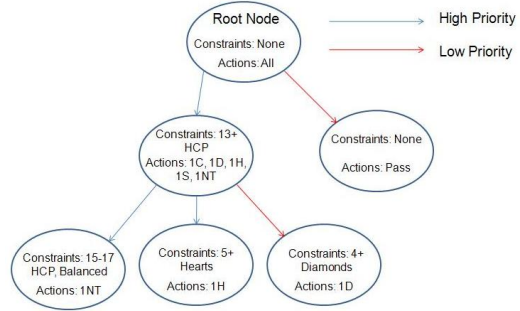 Root Node
Constraints: None
Actions: All
High Priority
Low Priority
Constraints: 13+
HCP
Actions: 1C, 1D, 1H,
1S, 1NT
Constraints: None
Actions: Pass
Constraints: 15-17
HCP, Balanced
Actions: 1NT
Constraints: 5+
Hearts
Actions: 1H
Constraints: 4+
Diamonds
Actions: 1D